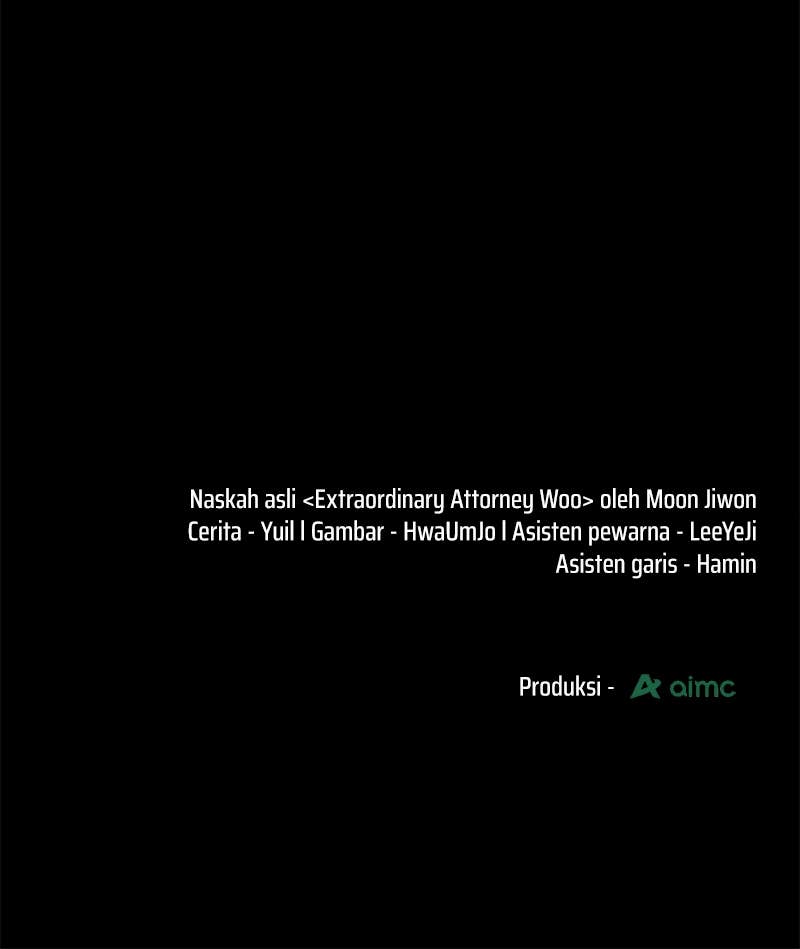 Naskah asli <Extraordinary Attorney Woo> oleh Moon Jiwon
Cerita - Yuil l Gambar - HwaUmJo l Asisten pewarna - LeeYeJi
Asisten garis - Hamin
Produksi - aimc